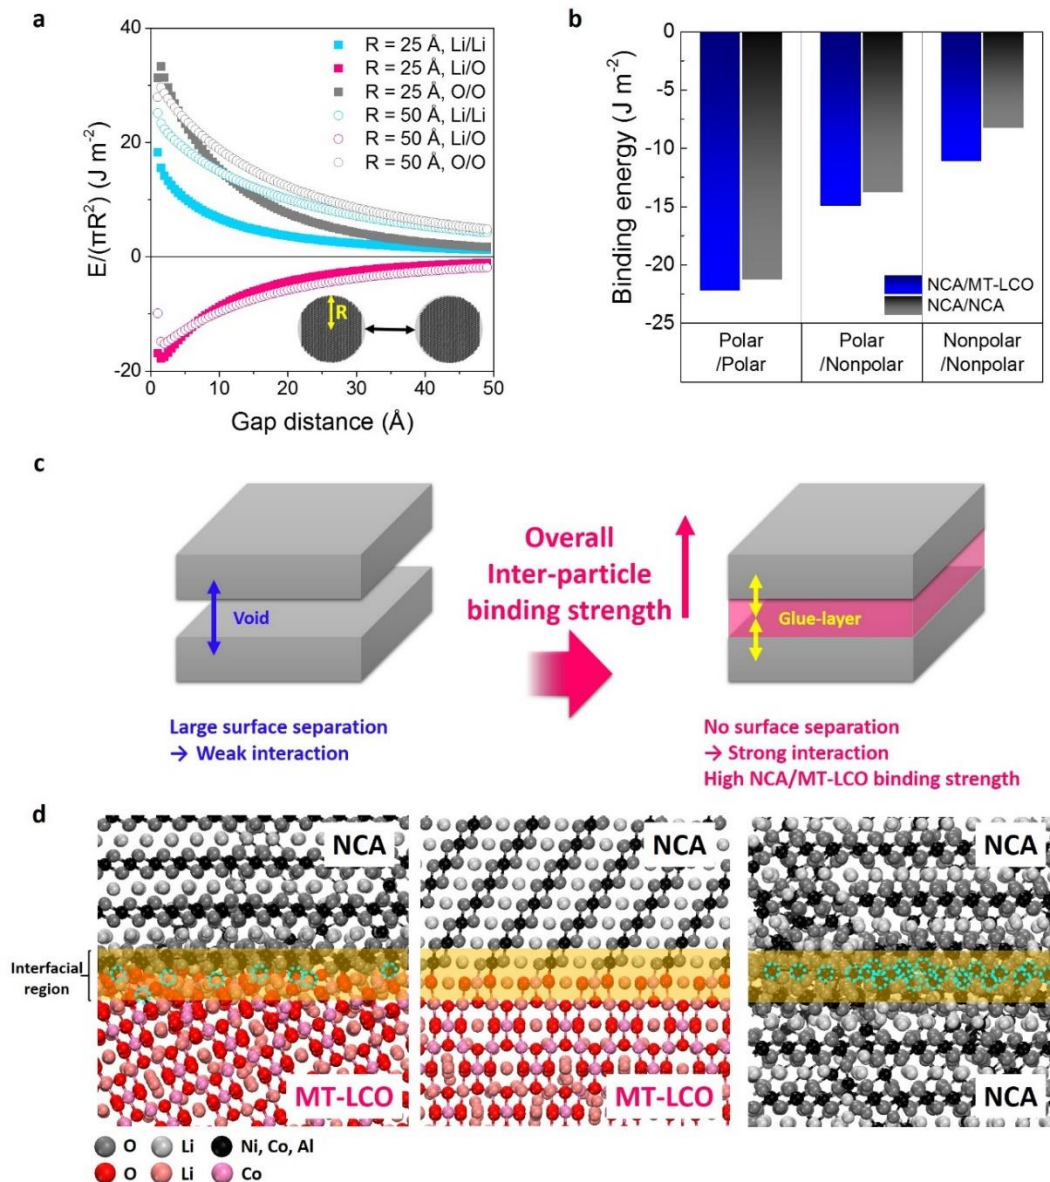 a
E/(πR²) (J m⁻²)
40
20
0
-20
R = 25 Å, Li/Li
R = 25 Å, Li/O
R = 25 Å, O/O
R = 50 Å, Li/Li
R = 50 Å, Li/O
R = 50 Å, O/O
R
0 10 20 30 40 50
Gap distance (Å)
b
Binding energy (J m⁻²)
0
-5
-10
-15
-20
-25
NCA/MT-LCO
NCA/NCA
Polar
/Polar
Polar
/Nonpolar
Nonpolar
/Nonpolar
c
Void
Large surface separation
→ Weak interaction
Overall
Inter-particle
binding strength
Glue-layer
No surface separation
→ Strong interaction
High NCA/MT-LCO binding strength
d
Interfacial
region
NCA
MT-LCO
NCA
MT-LCO
NCA
NCA
O Li Ni, Co, Al
O Li Co